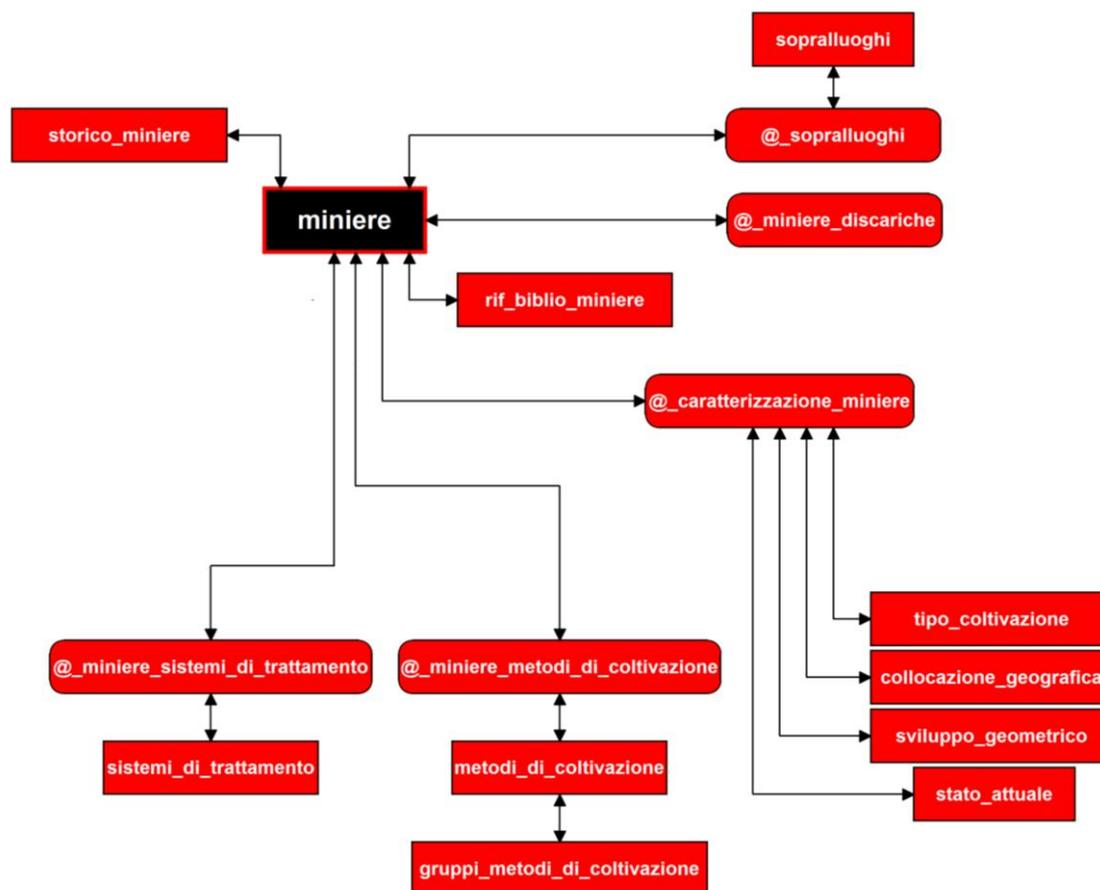 sopralluoghi
storico_miniere
@_sopralluoghi
miniere
@_miniere_discariche
rif_biblio_miniere
@_caratterizzazione_miniere
tipo_coltivazione
@_miniere_sistemi_di_trattamento
@_miniere_metodi_di_coltivazione
collocazione_geografica
sviluppo_geometrico
sistemi_di_trattamento
metodi_di_coltivazione
stato_attuale
gruppi_metodi_di_coltivazione